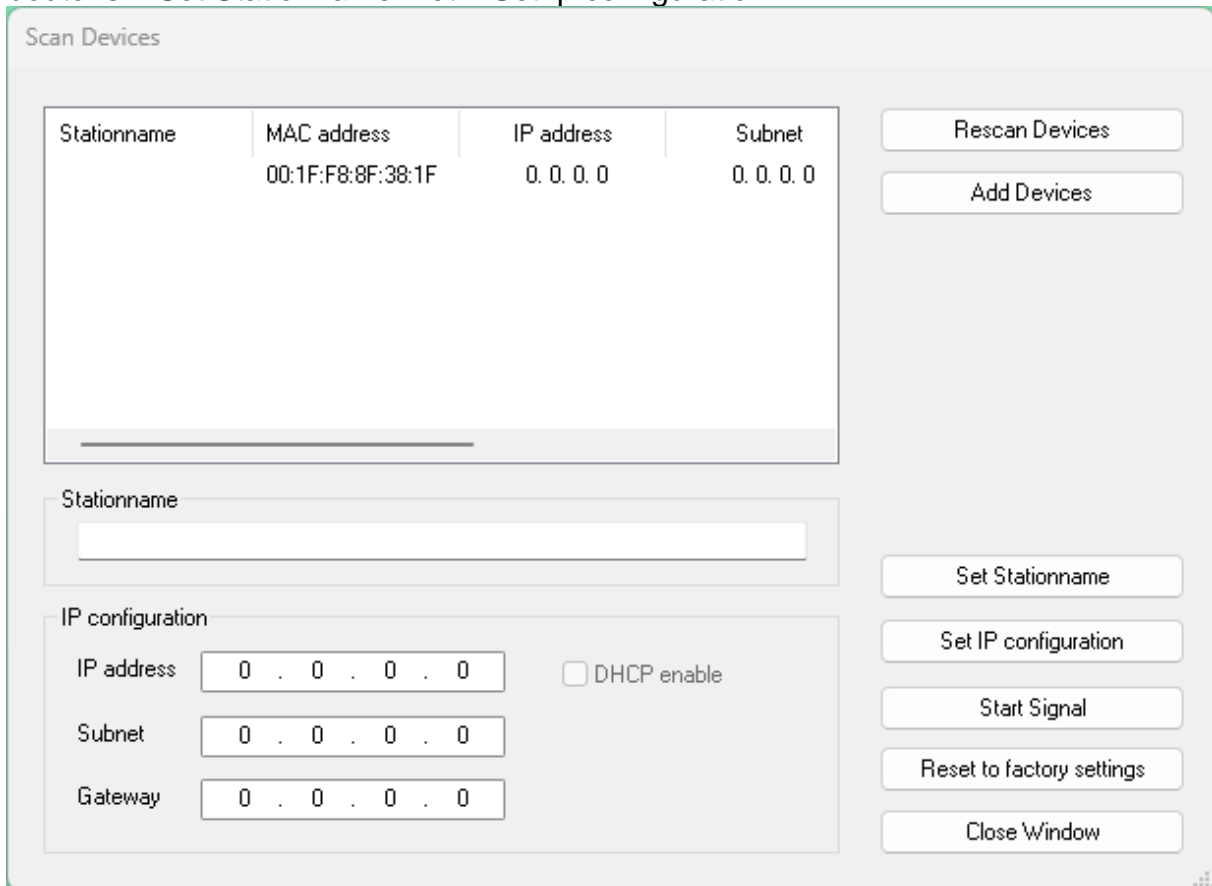 Scan Devices
Stationname MAC address IP address Subnet
00:1F:F8:8F:38:1F 0. 0. 0. 0 0. 0. 0. 0
Rescan Devices
Add Devices
Stationname
Set Stationname
IP configuration
IP address 0 . 0 . 0 . 0 DHCP enable
Subnet 0 . 0 . 0 . 0
Gateway 0 . 0 . 0 . 0
Set IP configuration
Start Signal
Reset to factory settings
Close Window